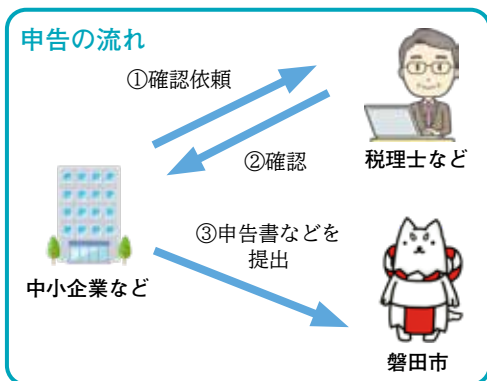 申告の流れ
①確認依頼
②確認
税理士など
③申告書などを
提出
中小企業など
磐田市